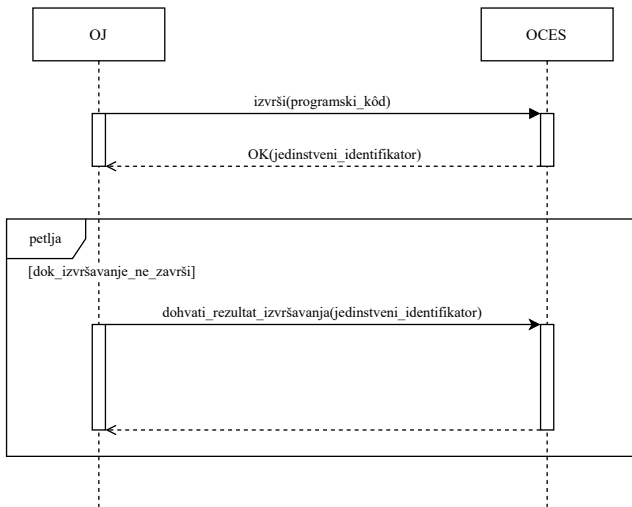 OJ
OCES
izvrši(programski_kôd)
OK(jedinstveni_identifikator)
petlja
[dok_izvršavanje_ne_završi]
dohvati_rezultat_izvršavanja(jedinstveni_identifikator)